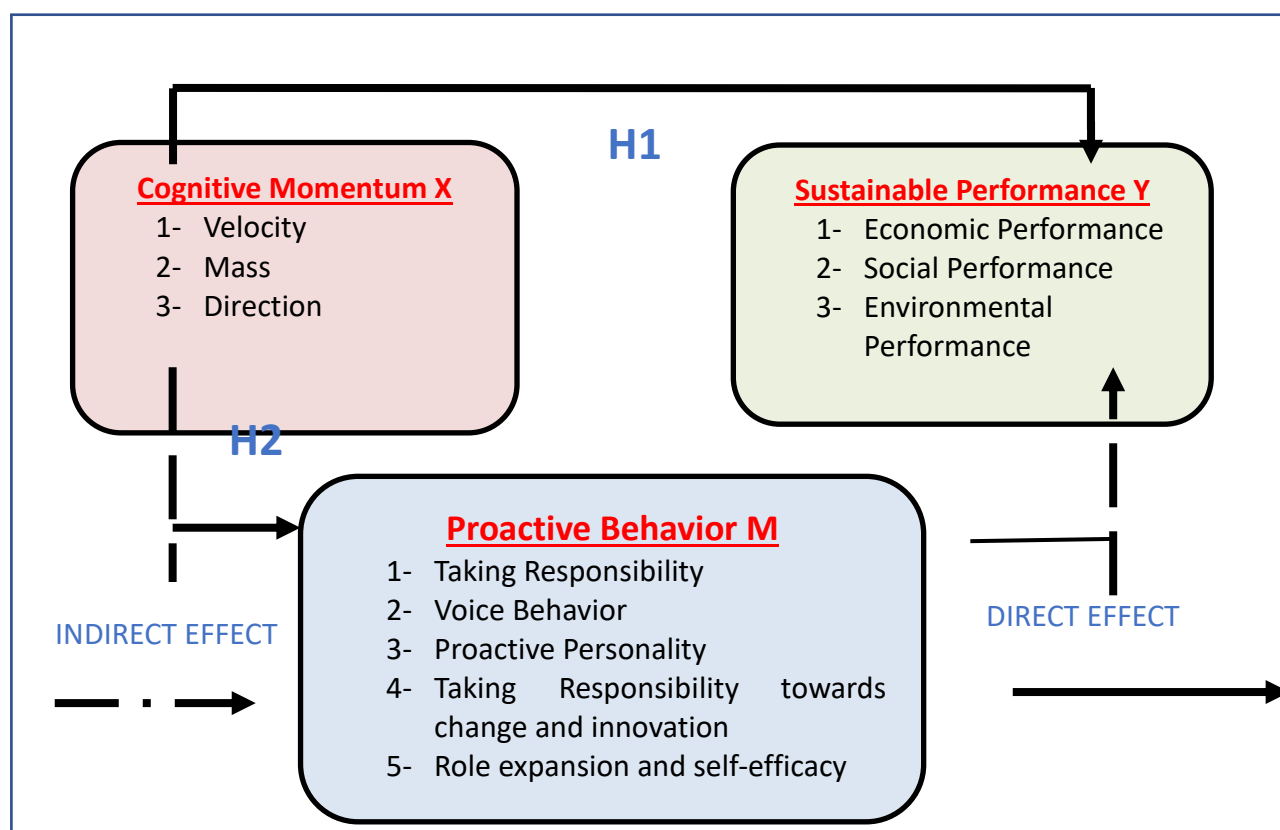 H1
Cognitive Momentum X
1- Velocity
2- Mass
3- Direction
Sustainable Performance Y
1- Economic Performance
2- Social Performance
3- Environmental
Performance
H2
Proactive Behavior M
1- Taking Responsibility
2- Voice Behavior
3- Proactive Personality
4- Taking Responsibility towards
change and innovation
5- Role expansion and self-efficacy
INDIRECT EFFECT
DIRECT EFFECT